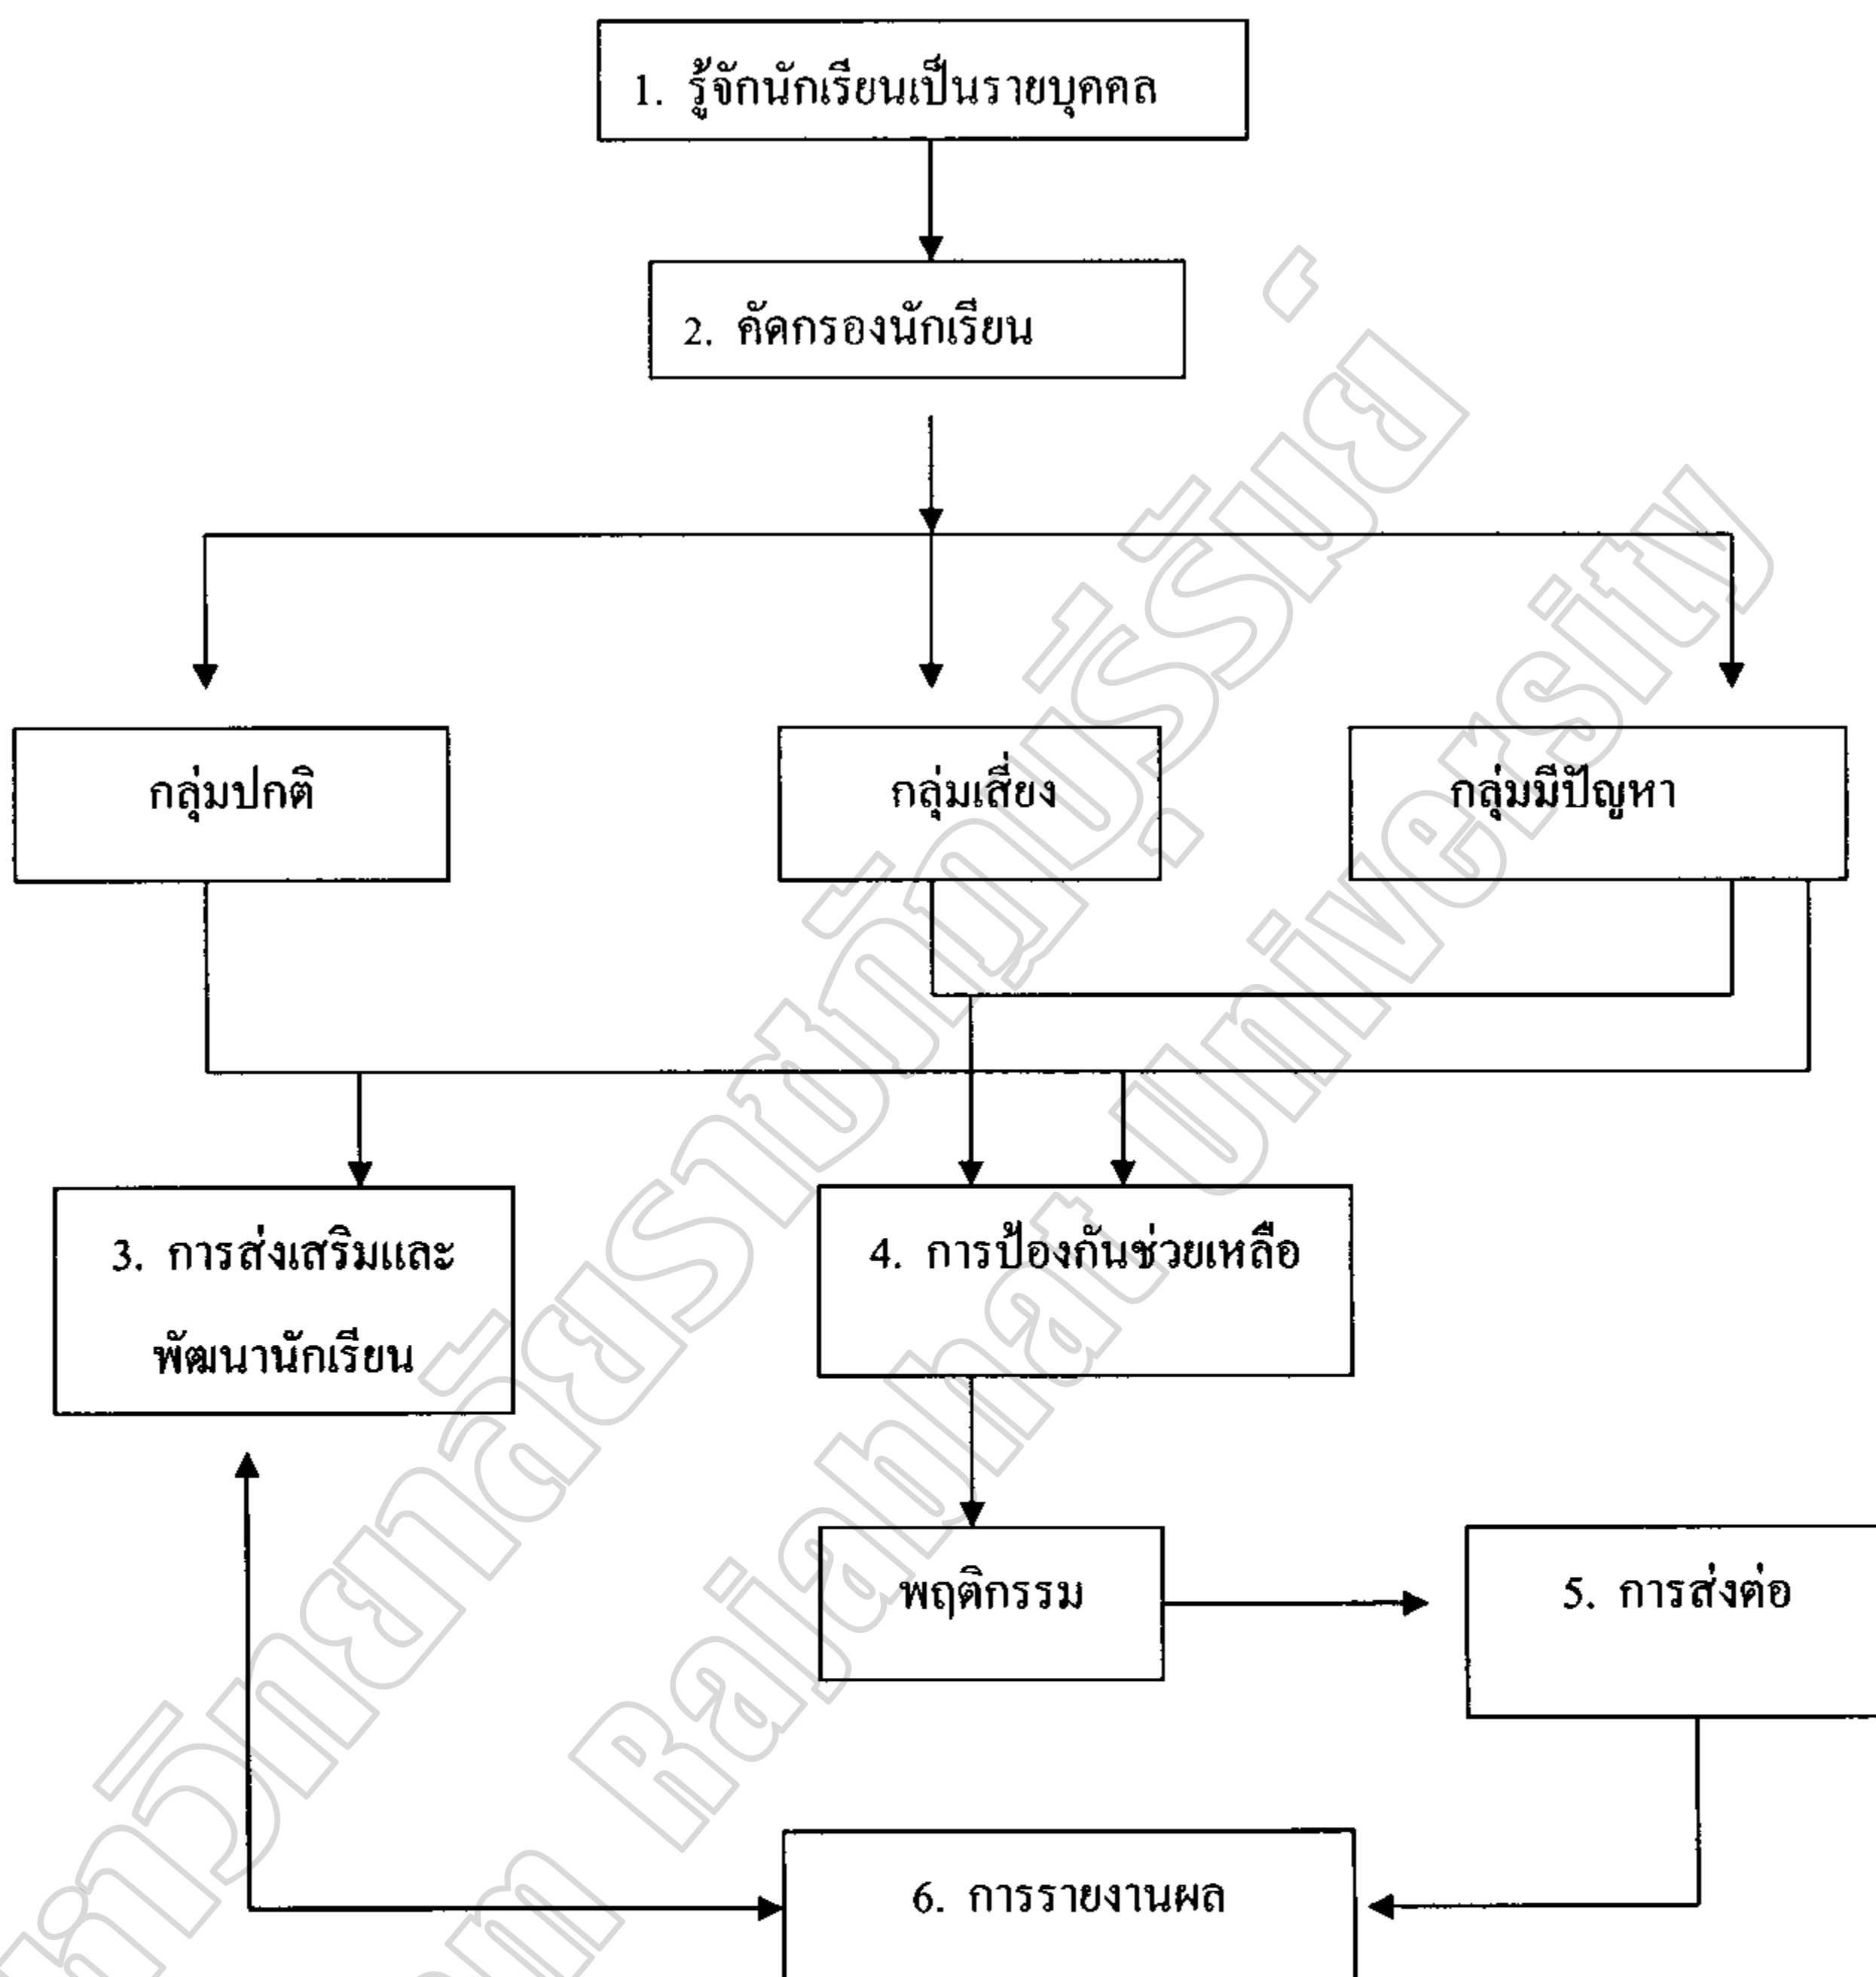 1. รู้จักนักเรียนเป็นรายบุคคล
2. คัดกรองนักเรียน
กลุ่มปกติ
กลุ่มเสี่ยง
กลุ่มมีปัญหา
3. การส่งเสริมและ
พัฒนานักเรียน
4. การป้องกันช่วยเหลือ
พฤติกรรม
5. การส่งต่อ
6. การรายงานผล
Rajabhat University